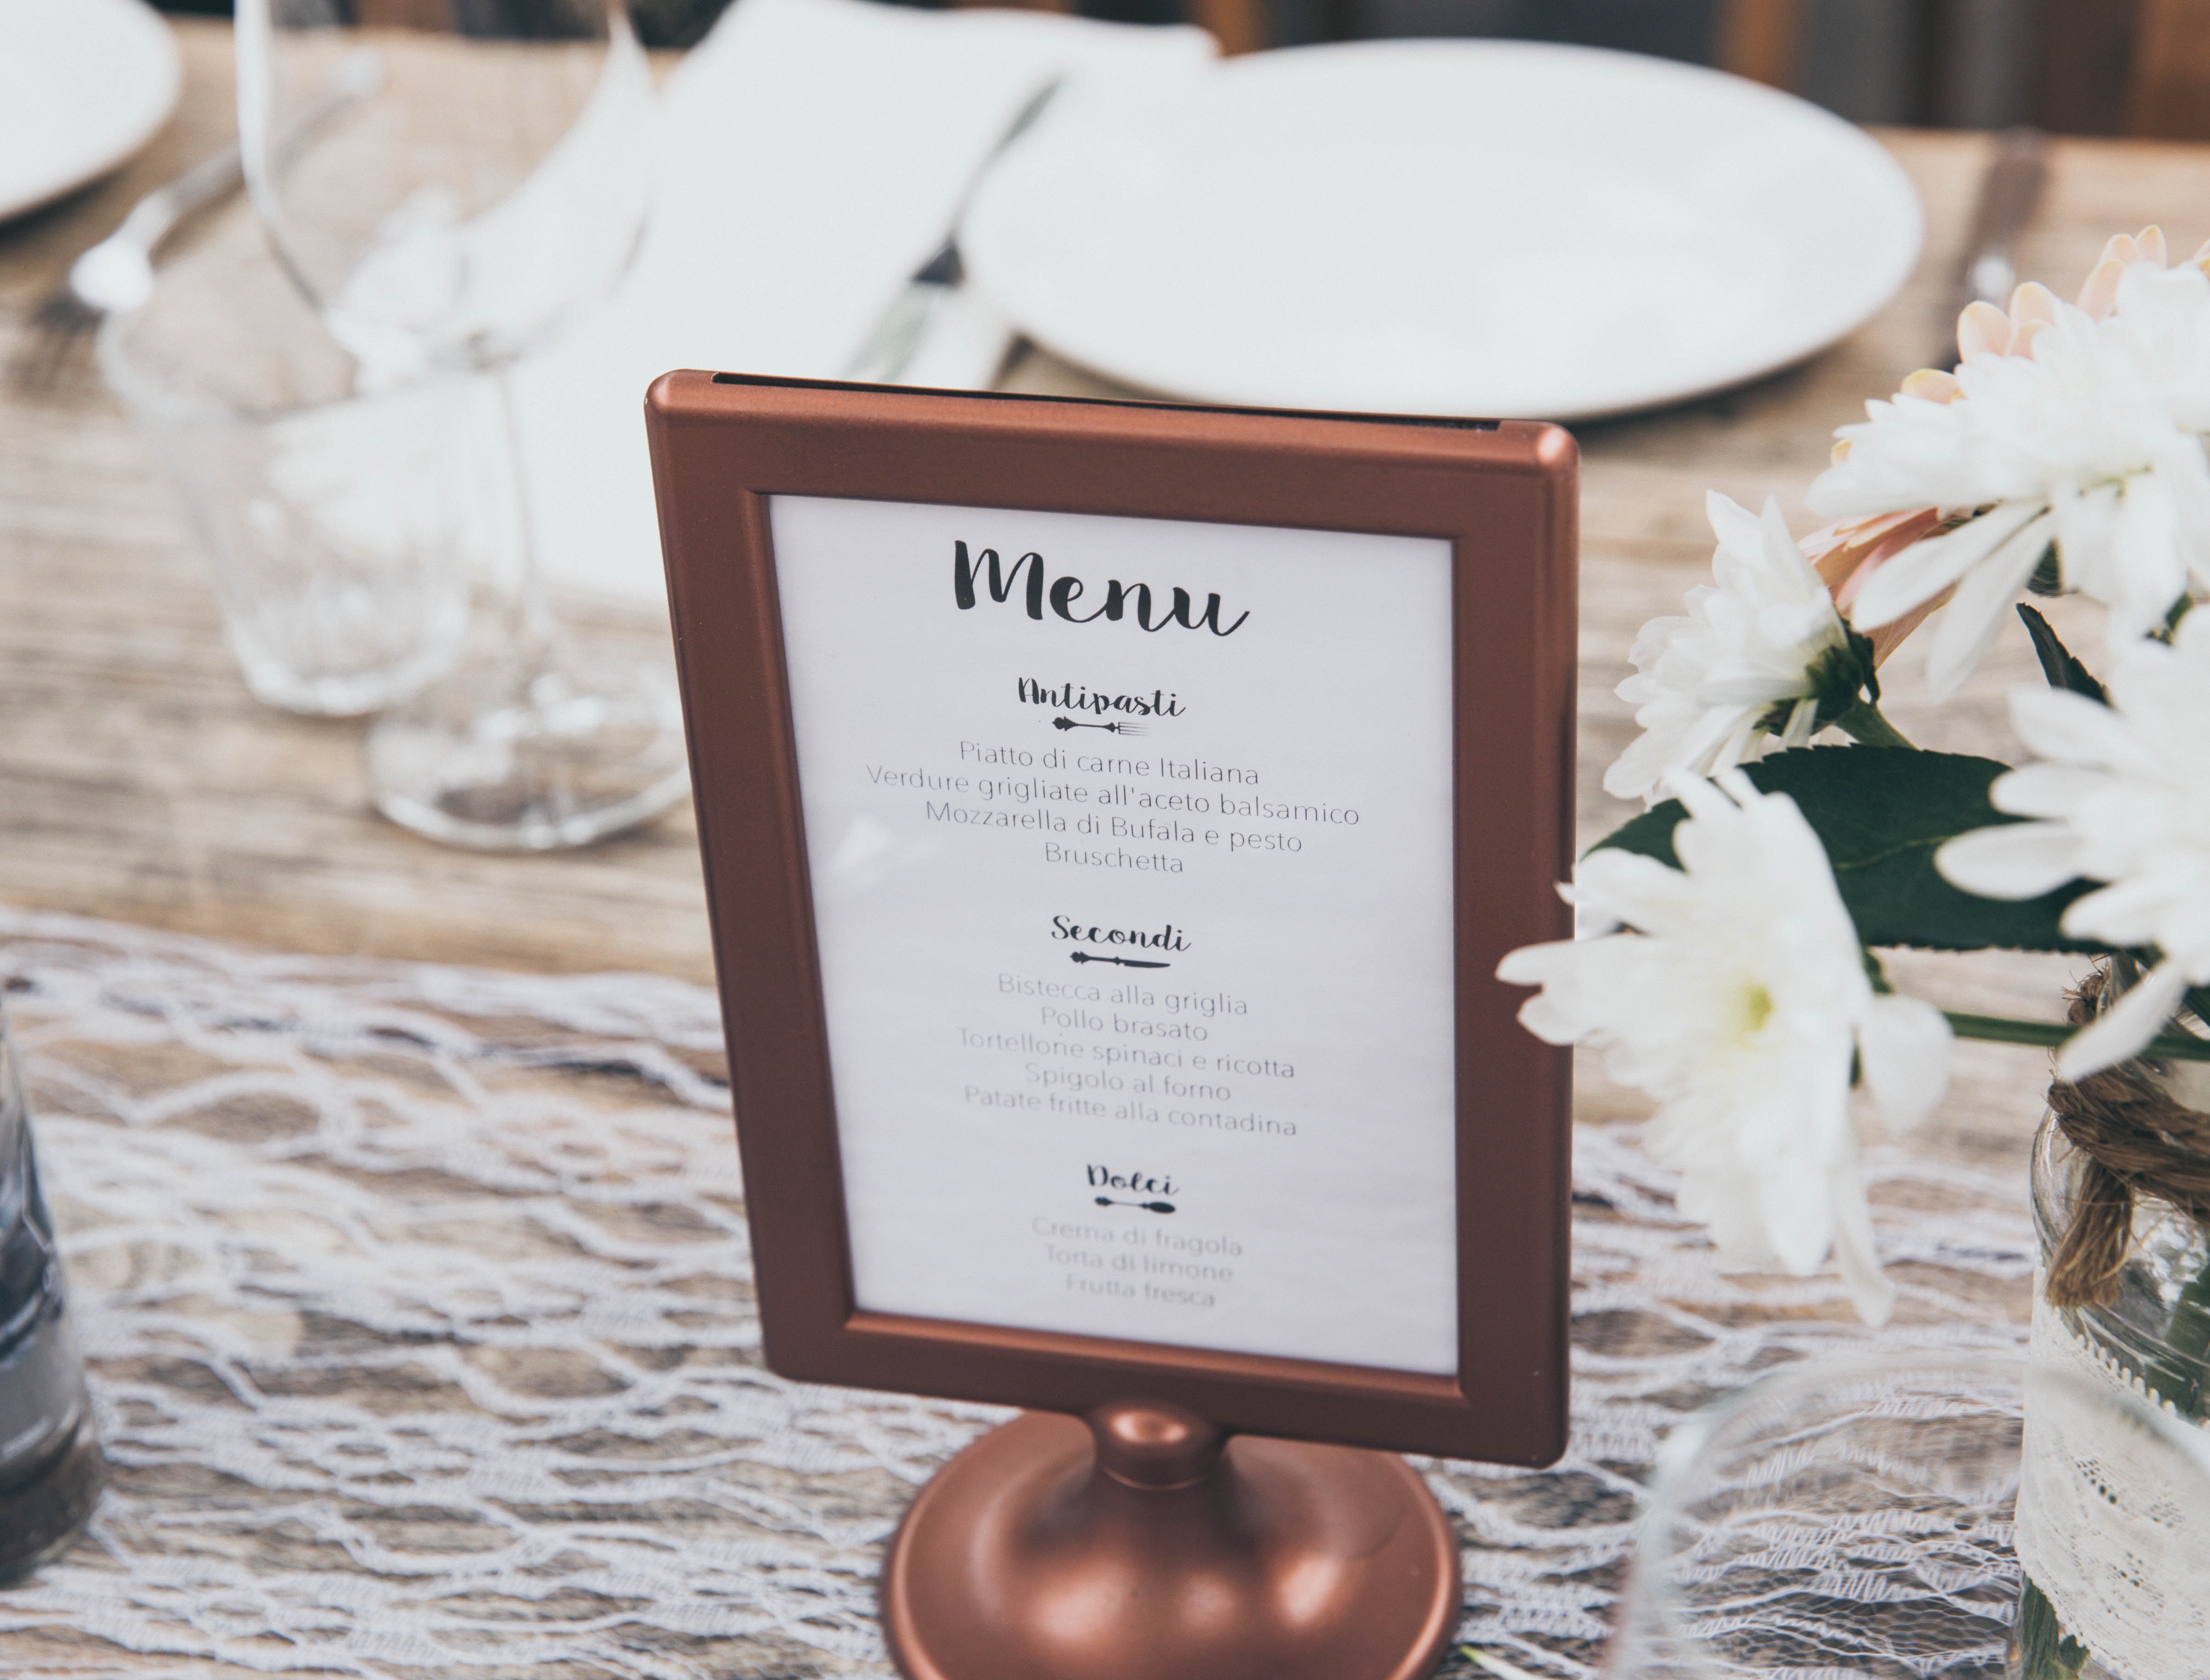 Menu
Antipasti
Piatto di carne Italiana
Verdure grigliate all'aceto balsamico
Mozzarella di Bufala e pesto
Bruschetta
Secondi
Bistecca alla griglia
Pollo brasato
Tortellone spinaci e ricotta
Spigolo al forno
Patate fritte alla contadina
Dolci
Crema di fragola
Torta di limone
Frutta fresca